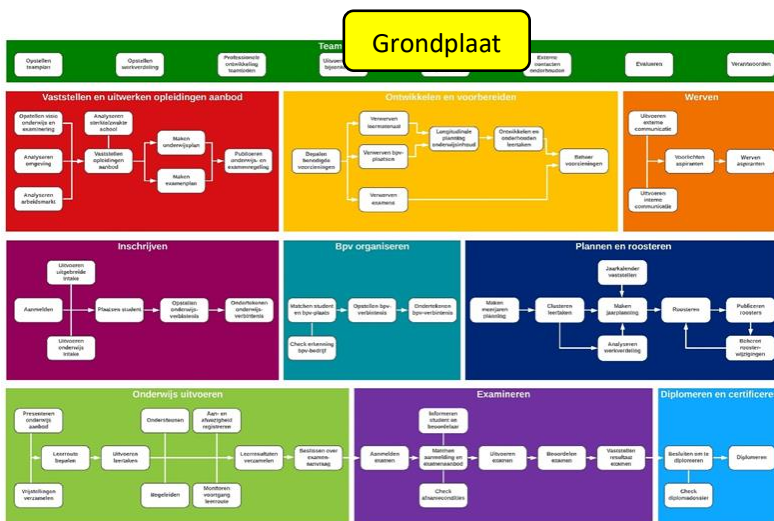 Grondplaat
Team
Opstellen
teamplan
Opstellen
werkverdeling
Professionele
ontwikkeling
teamleden
Externe
contacten
onderhouden
Evalueren
Verantwoorden
Vaststellen en uitwerken opleidingen aanbod
Opstellen visie
onderwijs en
examinering
Analyseren
sterkte/zwakte
school
Analyseren
omgeving
Vaststellen
opleidingen
aanbod
Analyseren
arbeidsmarkt
Maken
onderwijsplan
Maken
examenplan
Publiceren
onderwijs- en
examenregeling
Ontwikkelen en voorbereiden
Bepalen
benodigde
voorzieningen
Verwerven
leermateriaal
Verwerven bpv-
plaatsen
Verwerven
examens
Longitudinale
planning
onderwijsinhoud
Ontwikkelen en
onderhouden
leertaken
Beheer
voorzieningen
Werven
Uitvoeren
externe
communicatie
Voorlichten
aspiranten
Werven
aspiranten
Uitvoeren
interne
communicatie
Inschrijven
Uitvoeren
uitgebreide
intake
Aanmelden
Plaatsen student
Opstellen
onderwijs-
verbintenis
Ondertekenen
onderwijs-
verbintenis
Uitvoeren
onderwijs
intake
Bpv organiseren
Matchen student
en bpv-plaats
Opstellen bpv-
verbintenis
Ondertekenen
bpv-verbintenis
Check erkenning
bpv-bedrijf
Plannen en roosteren
Jaarkalender
vaststellen
Maken
meerjaren
planning
Clusteren
leertaken
Maken
jaarplanning
Roosteren
Publiceren
roosters
Analyseren
werkverdeling
Beheren
rooster-
wijzigingen
Onderwijs uitvoeren
Presenteren
onderwijs
aanbod
Leerroute
bepalen
Uitvoeren
leertaken
Vrijstellingen
verzamelen
Ondersteunen
Begeleiden
Aan- en
afwezigheid
registreren
Monitoren
voortgang
leerroute
Leerresultaten
verzamelen
Beslissen over
examen-
aanvraag
Examineren
Aanmelden
examen
Informeren
student en
beoordelaar
Matchen
aanmelding en
examenaanbod
Check
afnamecondities
Uitvoeren
examen
Beoordelen
examen
Vaststellen
resultaat
examen
Diplomeren en certificeren
Besluiten om te
diplomeren
Diplomeren
Check
diplomadossier